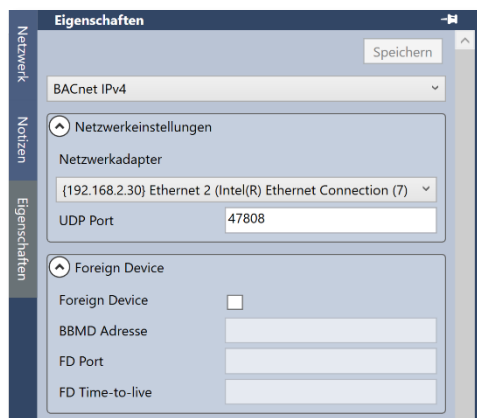 Eigenschaften
Netzwerk
Notizen
Eigenschaften
Speichern
BACnet IPv4
Netzwerkeinstellungen
Netzwerkadapter
{192.168.2.30} Ethernet 2 (Intel(R) Ethernet Connection (7)
UDP Port 47808
Foreign Device
Foreign Device
BBMD Adresse
FD Port
FD Time-to-live